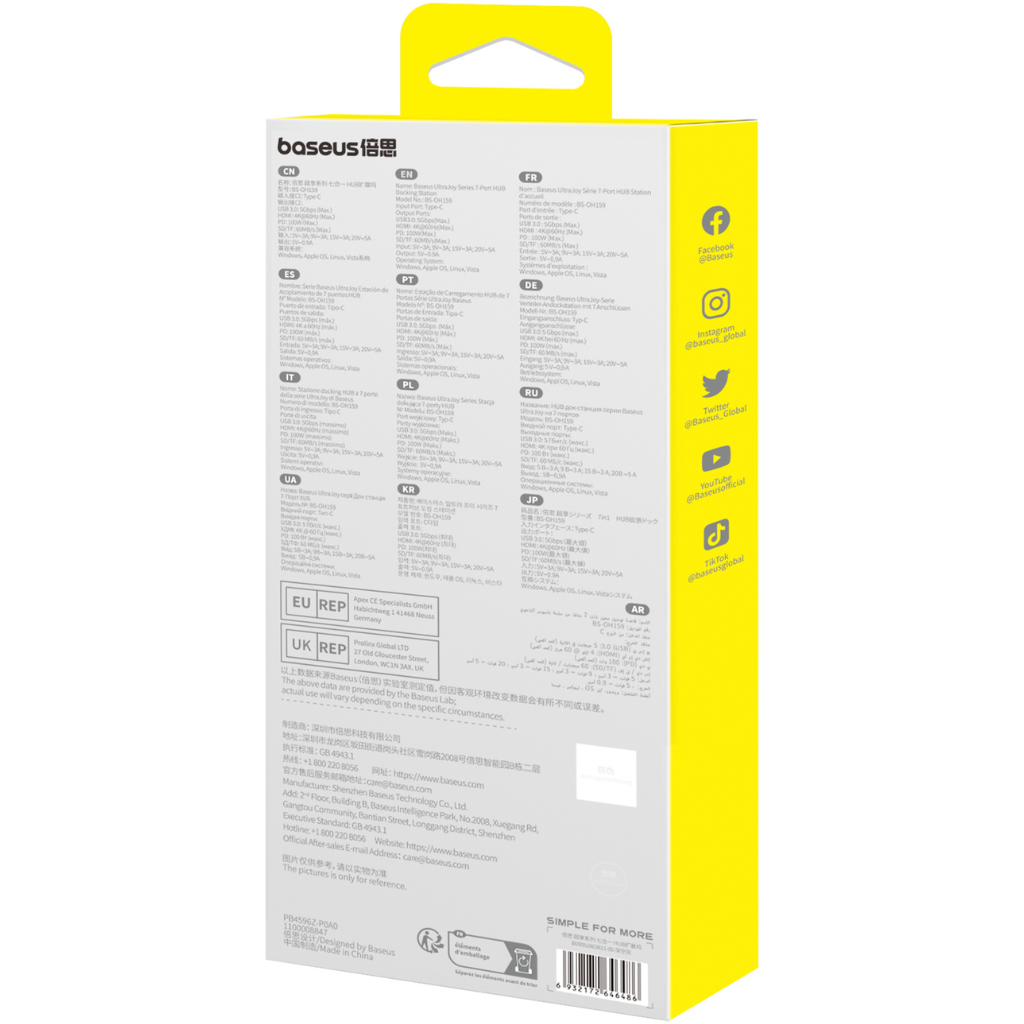 baseus倍思
CN
名称: 倍思 超享系列 七合一 HUB扩展坞
型号: BS-OH159
输入接口: Type-C
输出接口:
USB 3.0: 5Gbps (Max.)
HDMI: 4K@60Hz (Max.)
PD: 100W (Max.)
SD/TF: 60MB/s (Max.)
输入: 5V⎓3A; 9V⎓3A; 15V⎓3A; 20V⎓5A
输出: 5V⎓0.9A
Windows, Apple OS, Linux, Vista系统
EN
Name: Baseus UltraJoy Series 7-Port HUB
Docking Station
Model No.: BS-OH159
Input Port: Type-C
Output Ports:
USB3.0: 5Gbps(Max.)
HDMI: 4K@60Hz(Max.)
PD: 100W(Max.)
SD/TF: 60MB/s(Max.)
Input: 5V⎓3A; 9V⎓3A; 15V⎓3A; 20V⎓5A
Output: 5V⎓0.9A
Operating System:
Windows, Apple OS, Linux, Vista
FR
Nom : Baseus UltraJoy Série 7-Port HUB Station
d'accueil
Numéro de modèle : BS-OH159
Port d'entrée : Type-C
Ports de sortie :
USB 3.0 : 5Gbps (Max.)
HDMI : 4K@60Hz (Max.)
PD : 100W (Max.)
SD/TF : 60MB/s (Max.)
Entrée : 5V⎓3A; 9V⎓3A; 15V⎓3A; 20V⎓5A
Sortie : 5V⎓0,9A
Systèmes d'exploitation :
Windows, Apple OS, Linux, Vista
ES
Nombre: Serie Baseus UltraJoy Estación de
Acoplamiento de 7 puertos HUB
Nº Modelo: BS-OH159
Puerto de entrada: Tipo-C
Puertos de salida:
USB 3.0: 5Gbps (máx.)
HDMI: 4K a 60Hz (máx.)
PD: 100W (máx.)
SD/TF: 60 MB/s (máx.)
Entrada: 5V⎓3A; 9V⎓3A; 15V⎓3A; 20V⎓5A
Salida: 5V⎓0,9A
Sistemas operativos:
Windows, Apple OS, Linux, Vista
PT
Nome: Estação de Carregamento HUB de 7
Portas Série UltraJoy Baseus
Modelo Nº: BS-OH159
Portas de Entrada: Tipo-C
Portas de saída:
USB 3.0: 5Gbps (Máx)
HDMI: 4K@60Hz (Máx.)
PD: 100W (Máx.)
SD/TF: 60MB/s (Máx.)
Ingresso: 5V⎓3A; 9V⎓3A; 15V⎓3A; 20V⎓5A
Saída: 5V⎓0,9A
Sistemas operacionais:
Windows, Apple OS, Linux, Vista
DE
Bezeichnung: Baseus UltraJoy-Serie
Verteiler-Andockstation mit 7 Anschlüssen
Modell-Nr: BS-OH159
Eingangsanschluss: Typ-C
Ausgangsanschlüsse:
USB 3.0: 5 Gbps (max.)
HDMI: 4K bei 60 Hz (max.)
PD: 100W (max.)
SD/TF: 60 MB/s (max.)
Eingang: 5V⎓3A; 9V⎓3A; 15V⎓3A; 20V⎓5A
Ausgang: 5V⎓0,9A
Betriebssystem:
Windows, Appl OS, Linux, Vista
IT
Nome: Stazione docking HUB a 7 porte
della serie UltraJoy di Baseus
Numero di modello: BS-OH159
Porta di ingresso: Tipo C
Porte di uscita
USB 3.0: 5Gbps (massimo)
HDMI: 4K@60Hz (massimo)
PD: 100W (massimo)
SD/TF: 60MB/s (massimo)
Ingresso: 5V⎓3A; 9V⎓3A; 15V⎓3A; 20V⎓5A
Uscita: 5V⎓0,9A
Sistemi operativi:
Windows, Apple OS, Linux, Vista
PL
Nazwa: Baseus UltraJoy Series Stacja
dokująca 7-porty HUB
Nr Modelu: BS-OH159
Port wejściowy: Typ-C
Porty wyjściowe:
USB 3.0: 5Gbps (Maks.)
HDMI: 4K@60Hz (Maks.)
PD: 100W (Maks.)
SD/TF: 60MB/s (Maks.)
Wejście: 5V⎓3A; 9V⎓3A; 15V⎓3A; 20V⎓5A
Wyjście: 5V⎓0,9A
Systemy operacyjne:
Windows, Apple OS, Linux, Vista
RU
Название: HUB док-станция серии Baseus
UltraJoy на 7 портов
Модель: BS-OH159
Входной порт: Type-C
Выходные порты:
USB 3.0: 5 Гбит/с (макс.)
HDMI: 4K при 60 Гц (макс.)
PD: 100 Вт (макс.)
SD/TF: 60 МБ/с (макс.)
Вход: 5 В⎓3 А; 9 В⎓3 А; 15 В⎓3 А; 20 В⎓5 А
Выход: 5В⎓0,9А
Операционные системы:
Windows, Apple OS, Linux, Vista
UA
Назва: Baseus UltraJoy серія Док-станція
7 Порт HUB
Модель №: BS-OH159
Вхідний порт: Тип-C
Вихідні порти:
USB 3.0: 5 Гбіт/с (макс.)
HDMI: 4K @ 60 Гц (макс.)
PD: 100 Вт (макс.)
Вхід: 5В⎓3А; 9В⎓3А; 15В⎓3А; 20В⎓5А
Вихід: 5В⎓0,9А
Операційні системи:
Windows, Apple OS, Linux, Vista
KR
제품명: 베이스어스 울트라 조이 시리즈 7
포트허브 도킹 스테이션
모델 번호: BS-OH159
입력 포트: C타입
출력 포트:
USB 3.0: 5Gbps (최대)
HDMI: 4K@60Hz (최대)
PD: 100W(최대)
SD/TF: 60MB/s(최대)
입력: 5V⎓3A; 9V⎓3A; 15V⎓3A; 20V⎓5A
출력: 5V⎓0.9A
운영 체제: 윈도우, 애플 OS, 리눅스, 비스타
JP
商品名: 倍思 超享シリーズ 7in1 HUB拡張ドック
型番: BS-OH159
入力インタフェース: Type-C
出力ポート:
USB 3.0: 5Gbps (最大値)
HDMI: 4K@60Hz (最大値)
PD: 100W(最大値)
SD/TF: 60MB/s (最大値)
入力: 5V⎓3A; 9V⎓3A; 15V⎓3A; 20V⎓5A
出力: 5V⎓0.9A
互換システム:
Windows, Apple OS, Linux, Vistaシステム
AR
BS-OH159
EU REP
Apex CE Specialists GmbH
Habichtweg 1 41468 Neuss
Germany
UK REP
Prolinx Global LTD
27 Old Gloucester Street,
London, WC1N 3AX, UK
以上数据来源Baseus（倍思）实验室测定值，但因客观环境改变数据会有所不同或误差。
The above data are provided by the Baseus Lab;
actual use will vary depending on the specific circumstances.
制造商: 深圳市倍思科技有限公司
地址: 深圳市龙岗区坂田街道岗头社区雪岗路2008号倍思智能园B栋二层
执行标准: GB 4943.1
热线: +1 800 220 8056 网址: https://www.baseus.com
官方售后服务邮箱地址: care@baseus.com
Manufacturer: Shenzhen Baseus Technology Co., Ltd.
Add: 2nd Floor, Building B, Baseus Intelligence Park, No.2008, Xuegang Rd,
Gangtou Community, Bantian Street, Longgang District, Shenzhen
Executive Standard: GB 4943.1
Hotline: +1 800 220 8056 Website: https://www.baseus.com
Official After-sales E-mail Address: care@baseus.com
图片仅供参考，请以实物为准
The pictures is only for reference.
PB4596Z-P0A0
1100008847
倍思设计/Designed by Baseus
中国制造/Made in China
FR
éléments
d'emballage
Séparez les éléments avant de trier
SIMPLE FOR MORE
倍思 超享系列 七合一 HUB扩展坞
6 932172 646486
Facebook
@Baseus
Instagram
@baseus_global
Twitter
@Baseus_Global
YouTube
@Baseusofficial
TikTok
@baseusglobal